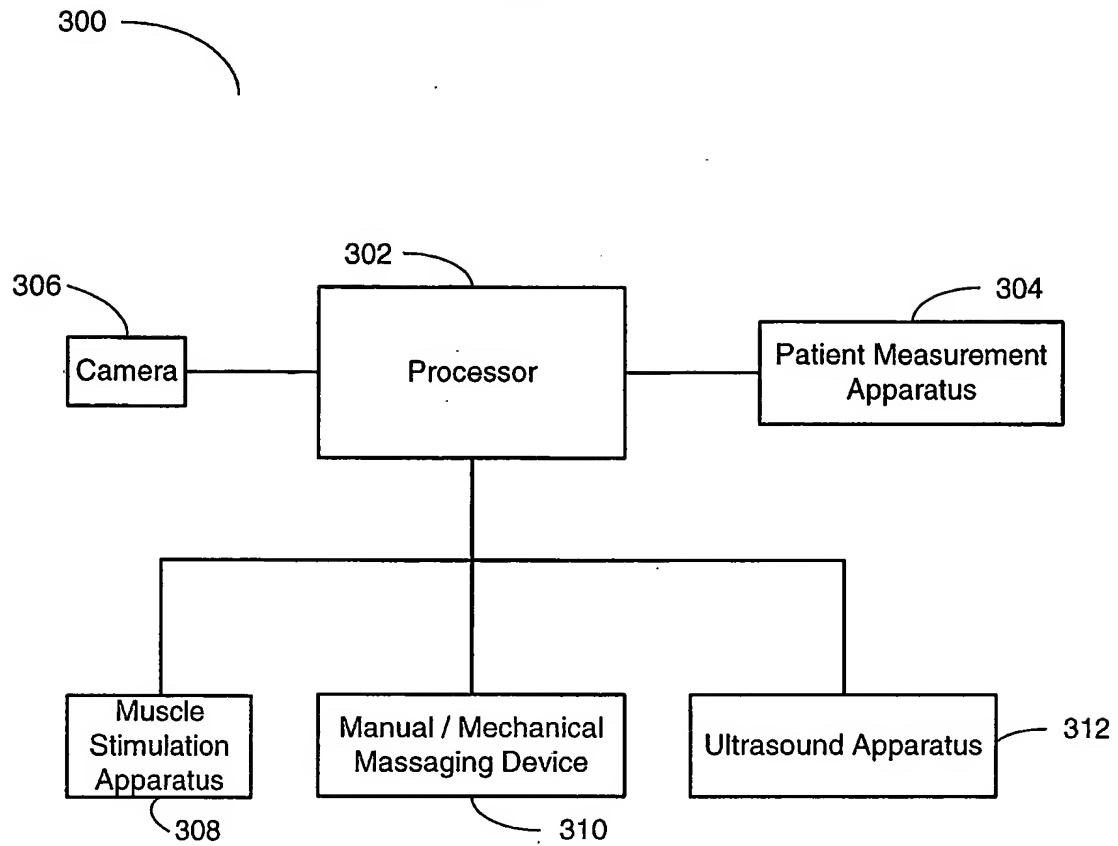 300
302
306
304
Camera
Processor
Patient Measurement
Apparatus
Muscle
Stimulation
Apparatus
Manual / Mechanical
Massaging Device
Ultrasound Apparatus
312
308
310